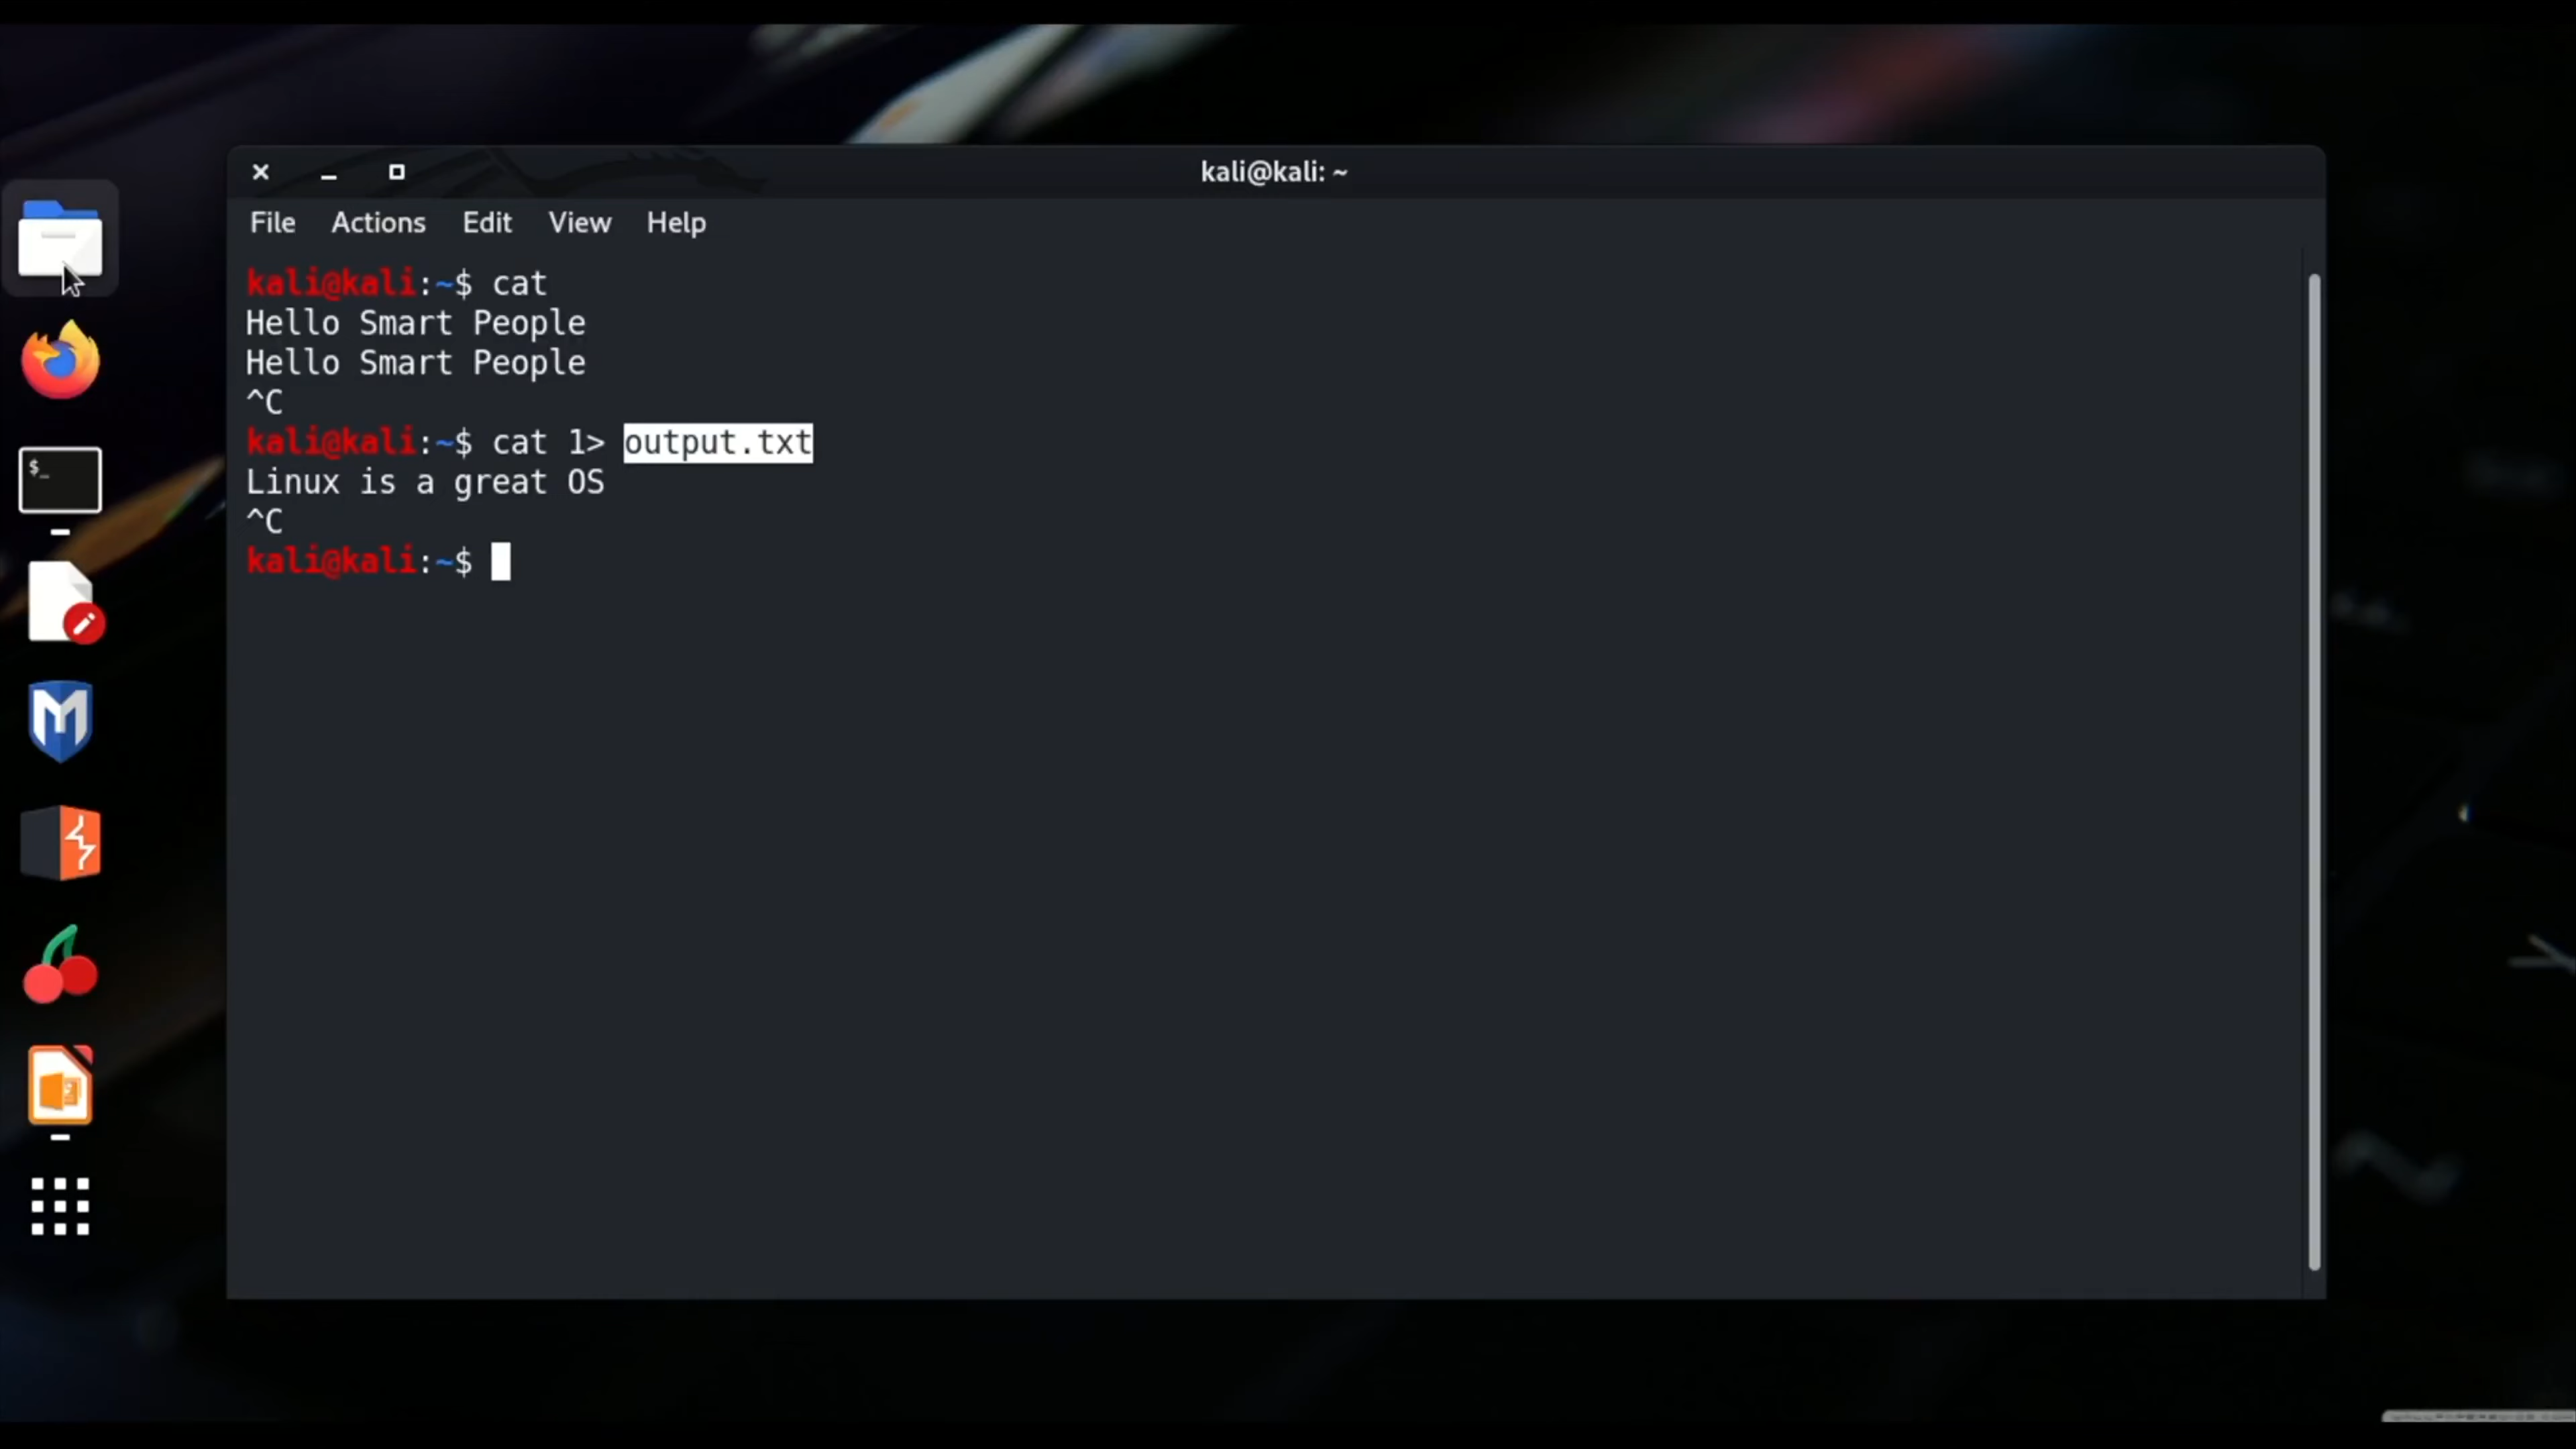 kali@kali: ~
File Actions Edit View Help
kali@kali:~$ cat
Hello Smart People
Hello Smart People
^C
kali@kali:~$ cat 1> output.txt
Linux is a great OS
^C
kali@kali:~$
$_